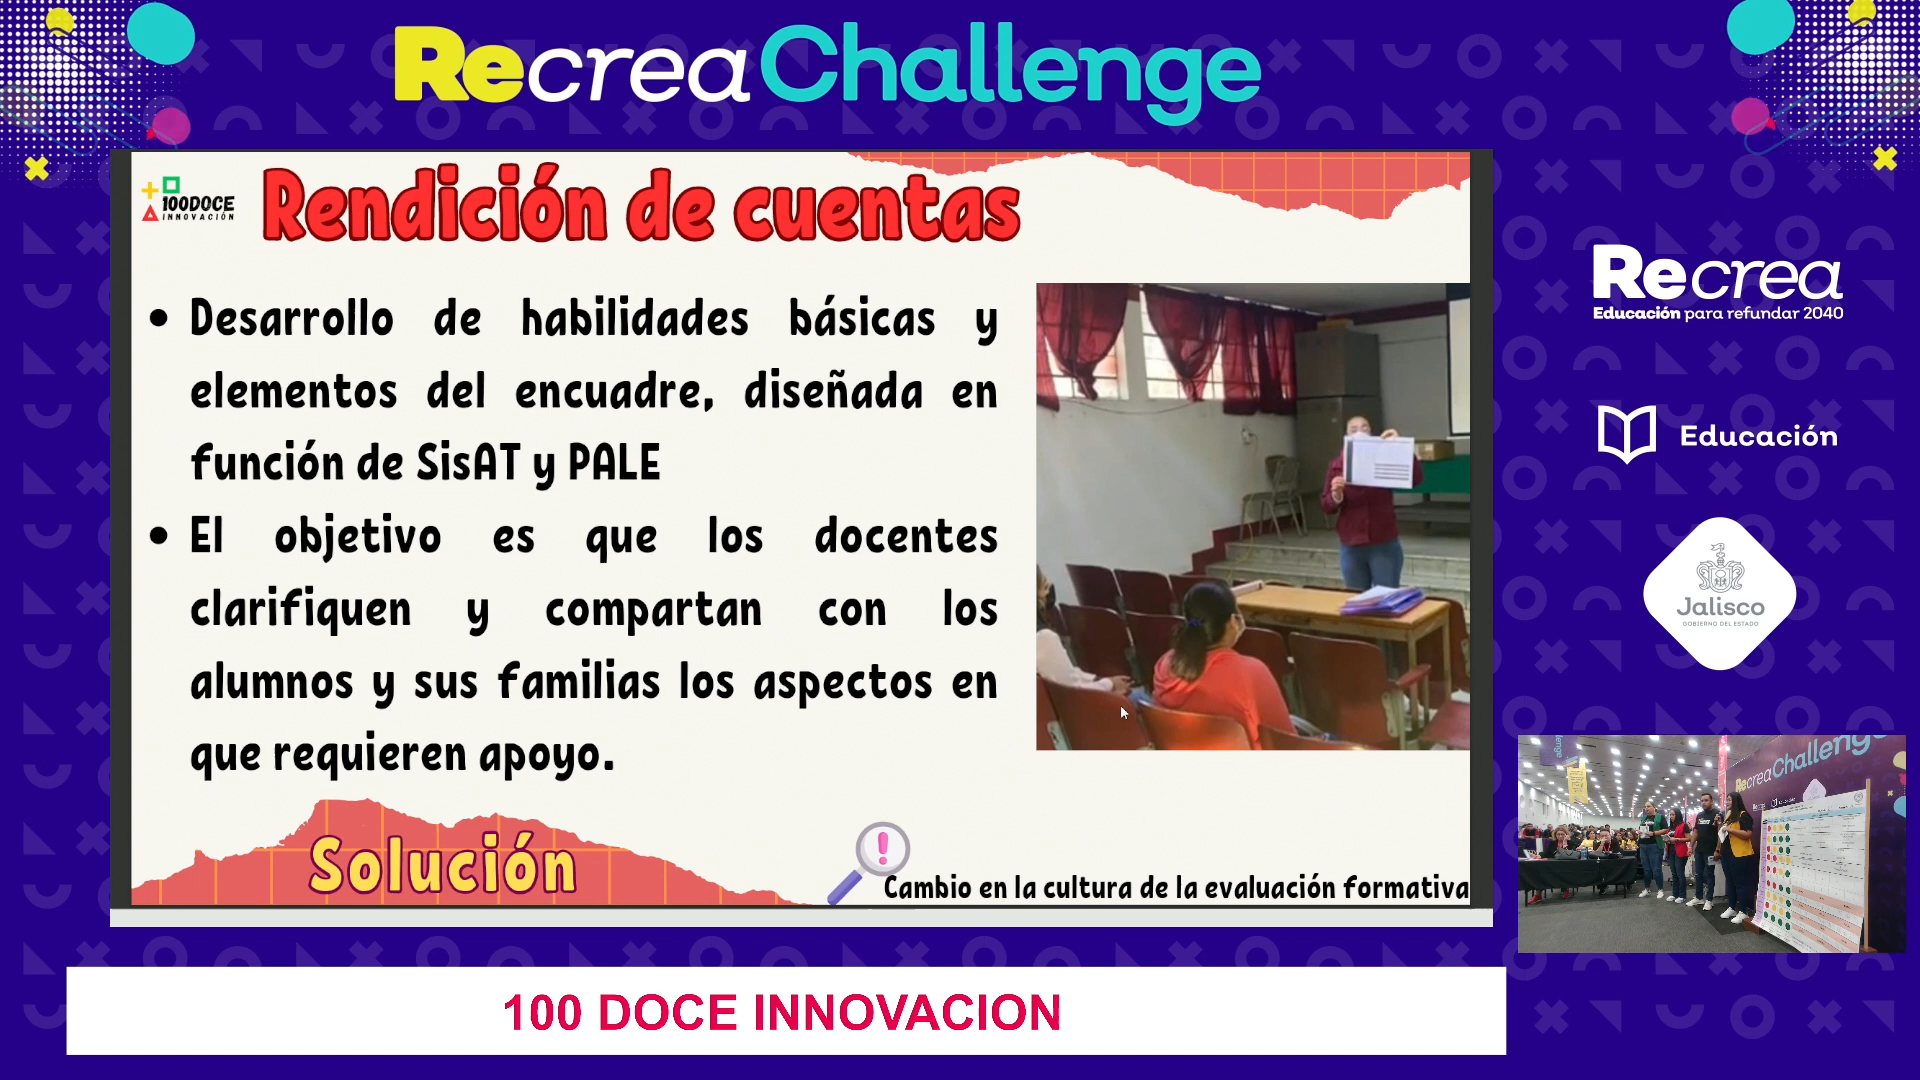 RecreaChallenge
100DOCE
INNOVACIÓN
Rendición de cuentas
• Desarrollo de habilidades básicas y
elementos del encuadre, diseñada en
función de SisAT y PALE
• El objetivo es que los docentes
clarifiquen y compartan con los
alumnos y sus familias los aspectos en
que requieren apoyo.
Solución
Cambio en la cultura de la evaluación formativa
Recrea
Educación para refundar 2040
Educación
Jalisco
GOBIERNO DEL ESTADO
RecreaChallenge
100 DOCE INNOVACION